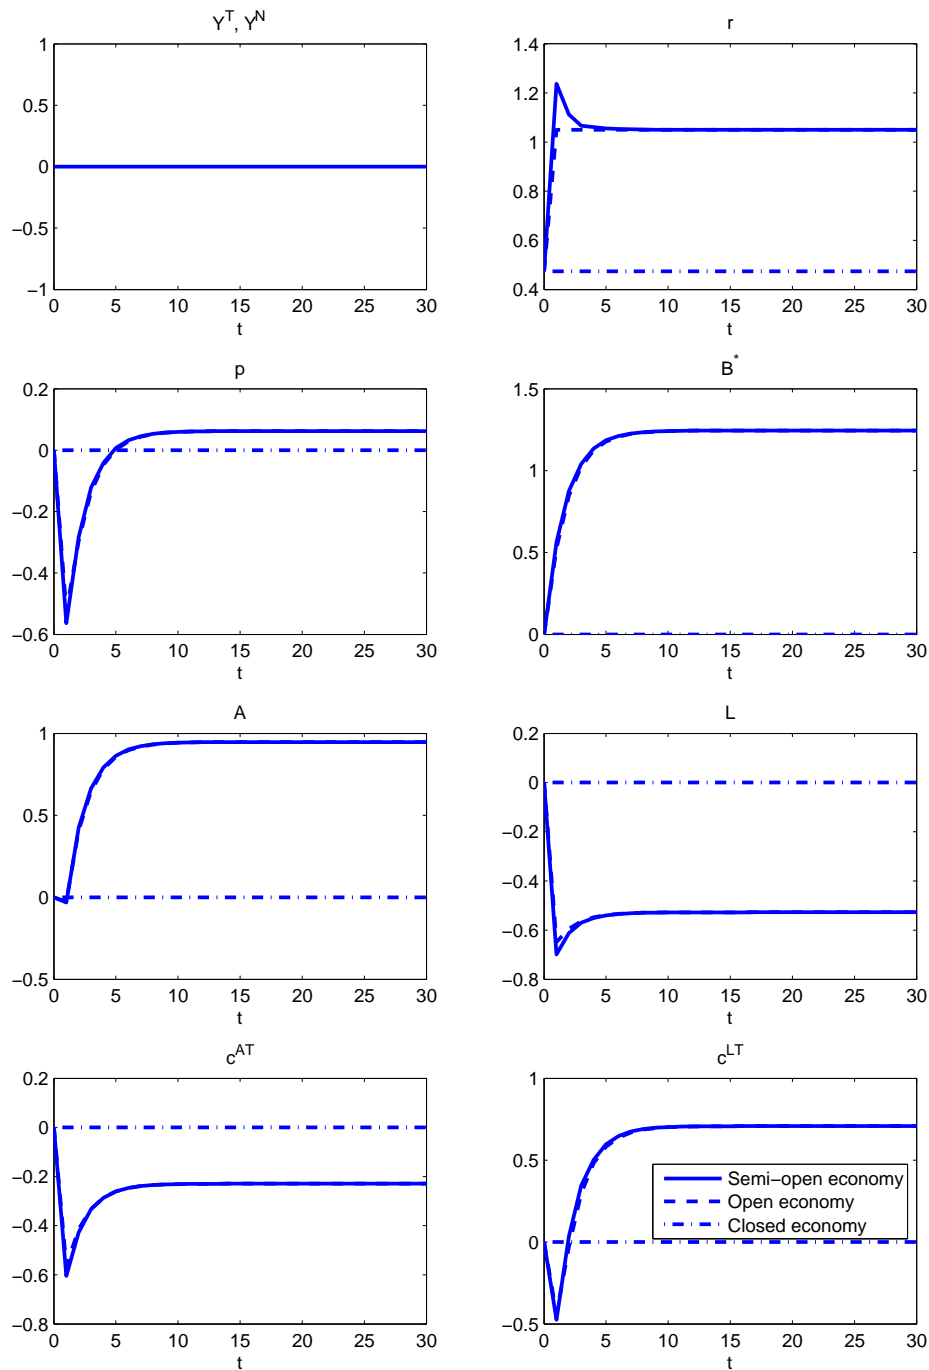 Y^T, Y^N
1
0.5
0
−0.5
−1
0 5 10 15 20 25 30
t
r
1.4
1.2
1
0.8
0.6
0.4
0 5 10 15 20 25 30
t
p
0.2
0
−0.2
−0.4
−0.6
0 5 10 15 20 25 30
t
B^*
1.5
1
0.5
0
0 5 10 15 20 25 30
t
A
1
0.5
0
−0.5
0 5 10 15 20 25 30
t
L
0.2
0
−0.2
−0.4
−0.6
−0.8
0 5 10 15 20 25 30
t
c^AT
0.2
0
−0.2
−0.4
−0.6
−0.8
0 5 10 15 20 25 30
t
c^LT
1
0.5
0
−0.5
0 5 10 15 20 25 30
t
Semi−open economy
Open economy
Closed economy